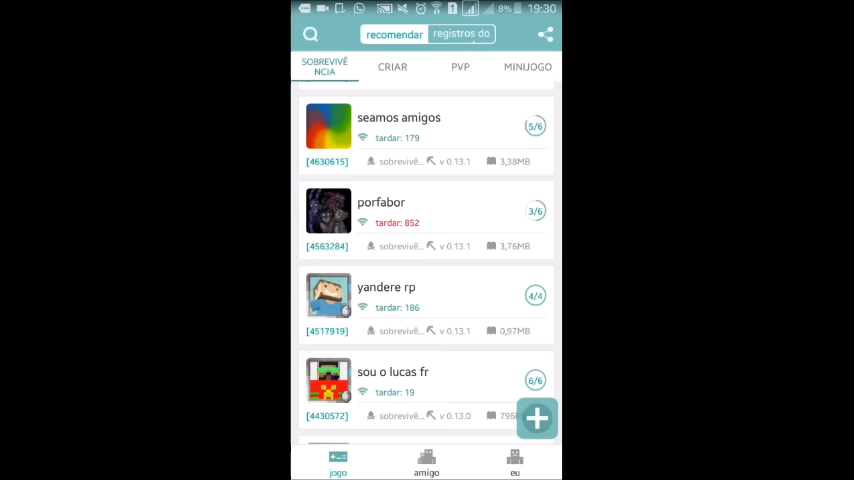 8% 19:30
recomendar registros do
SOBREVIVÊ
NCIA
CRIAR PVP MINIJOGO
seamos amigos
tardar: 179
5/6
[4630615] sobrevivê... v 0.13.1 3,38MB
porfabor
tardar: 852
3/6
[4563284] sobrevivê... v 0.13.1 3,76MB
yandere rp
tardar: 186
4/4
[4517919] sobrevivê... v 0.13.1 0,97MB
sou o lucas fr
tardar: 19
6/6
[4430572] sobrevivê... v 0.13.0
jogo amigo eu